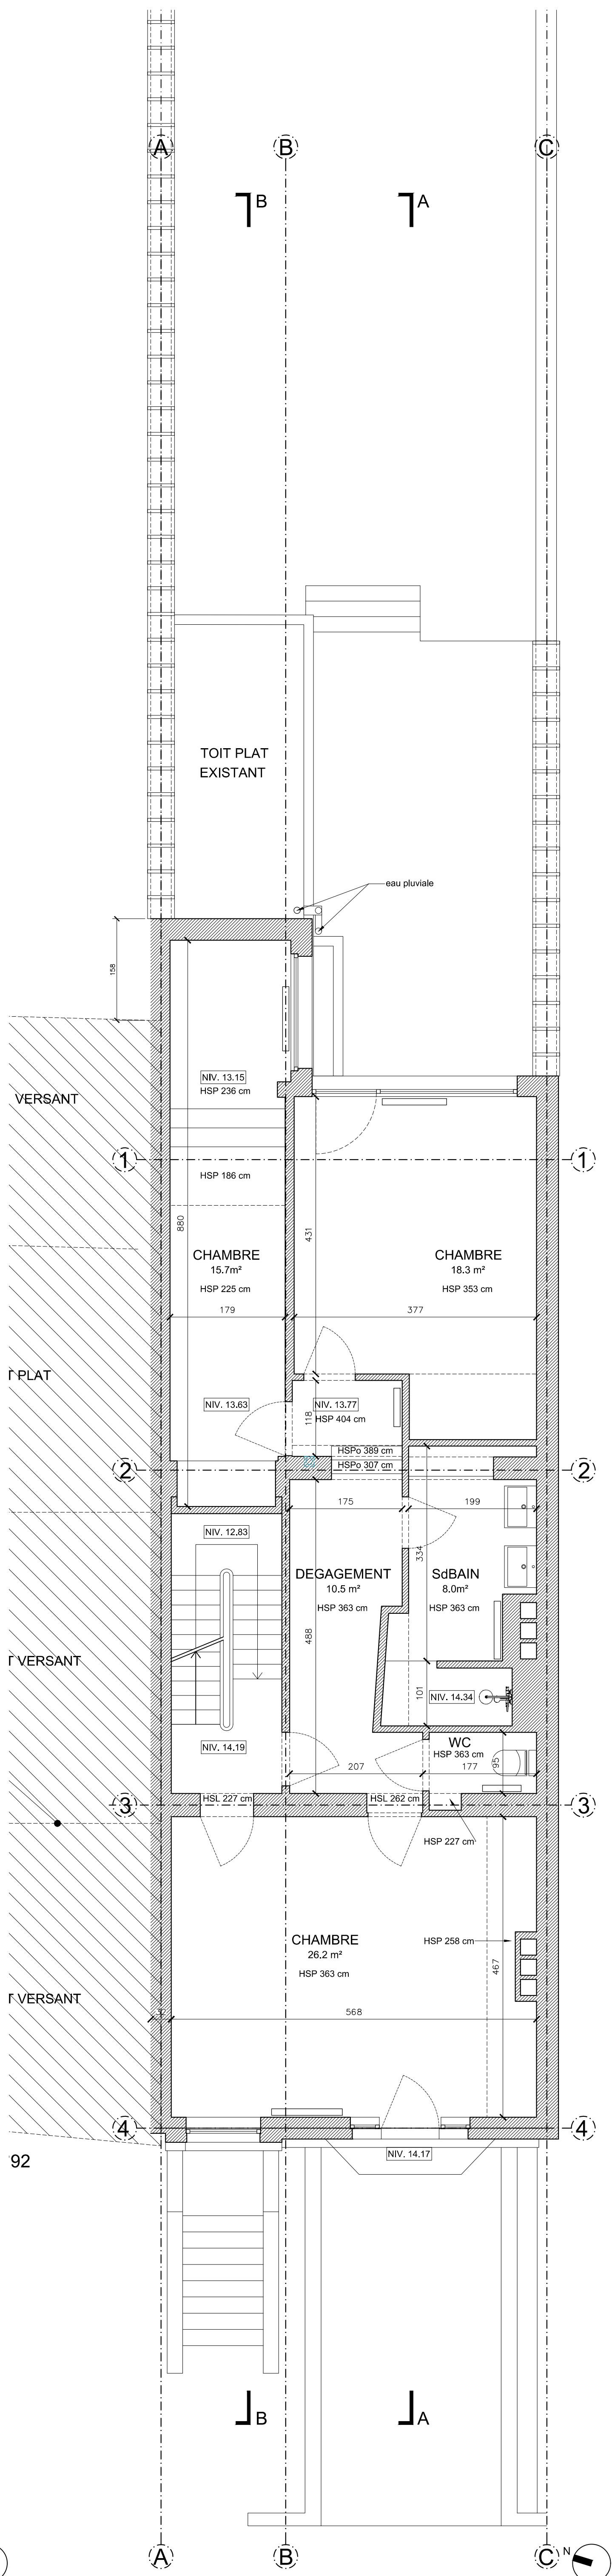 A
B
C
B
A
TOIT PLAT
EXISTANT
eau pluviale
158
NIV. 13.15
HSP 236 cm
VERSANT
1
1
HSP 186 cm
880
431
CHAMBRE
15.7m²
HSP 225 cm
CHAMBRE
18.3 m²
HSP 353 cm
179
377
T PLAT
NIV. 13.63
NIV. 13.77
HSP 404 cm
118
HSPo 389 cm
HSPo 307 cm
2
2
175
199
NIV. 12.83
334
DEGAGEMENT
10.5 m²
HSP 363 cm
SdBAIN
8.0m²
HSP 363 cm
488
T VERSANT
101
NIV. 14.34
NIV. 14.19
WC
HSP 363 cm
95
207
177
HSL 227 cm
HSL 262 cm
3
3
HSP 227 cm
CHAMBRE
26.2 m²
HSP 363 cm
HSP 258 cm
467
T VERSANT
32
568
4
4
NIV. 14.17
92
B
A
A
B
C
N